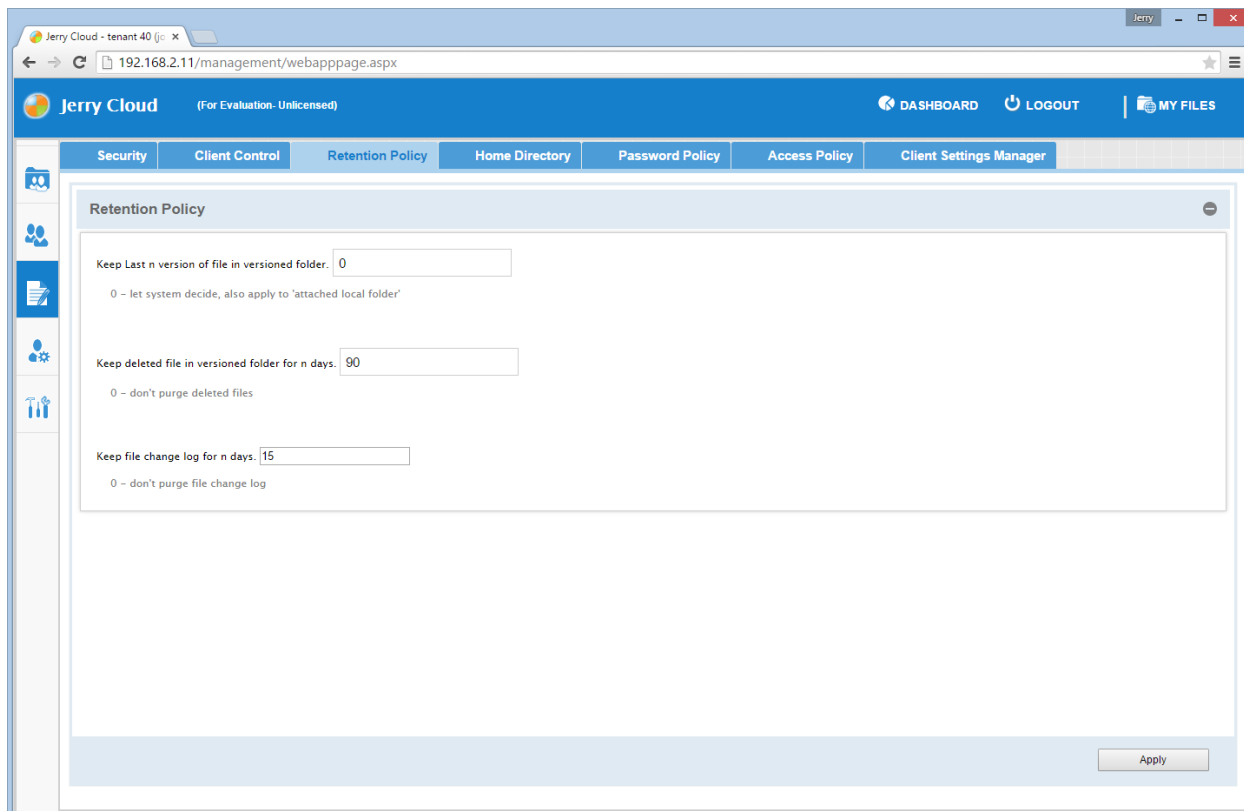 Jerry
Jerry Cloud - tenant 40 (jc
192.168.2.11/management/webapppage.aspx
Jerry Cloud (For Evaluation- Unlicensed) DASHBOARD LOGOUT MY FILES
Security Client Control Retention Policy Home Directory Password Policy Access Policy Client Settings Manager
Retention Policy
Keep Last n version of file in versioned folder. 0
0 - let system decide, also apply to 'attached local folder'
Keep deleted file in versioned folder for n days. 90
0 - don't purge deleted files
Keep file change log for n days. 15
0 - don't purge file change log
Apply